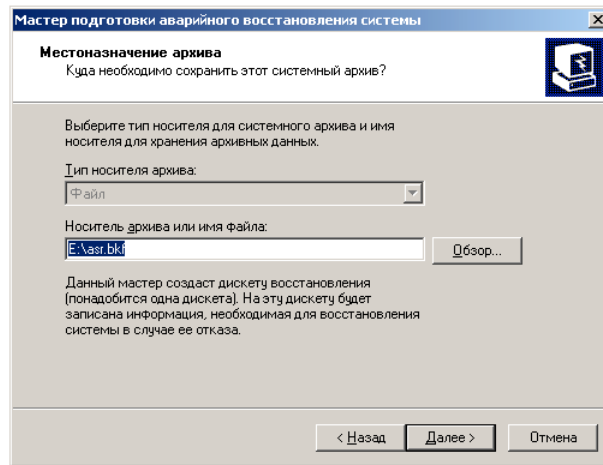 Мастер подготовки аварийного восстановления системы
Местоназначение архива
Куда необходимо сохранить этот системный архив?
Выберите тип носителя для системного архива и имя
носителя для хранения архивных данных.
Тип носителя архива:
Файл
Носитель архива или имя файла:
E:\asr.bkf
Обзор...
Данный мастер создаст дискету восстановления
(понадобится одна дискета). На эту дискету будет
записана информация, необходимая для восстановления
системы в случае ее отказа.
< Назад
Далее >
Отмена